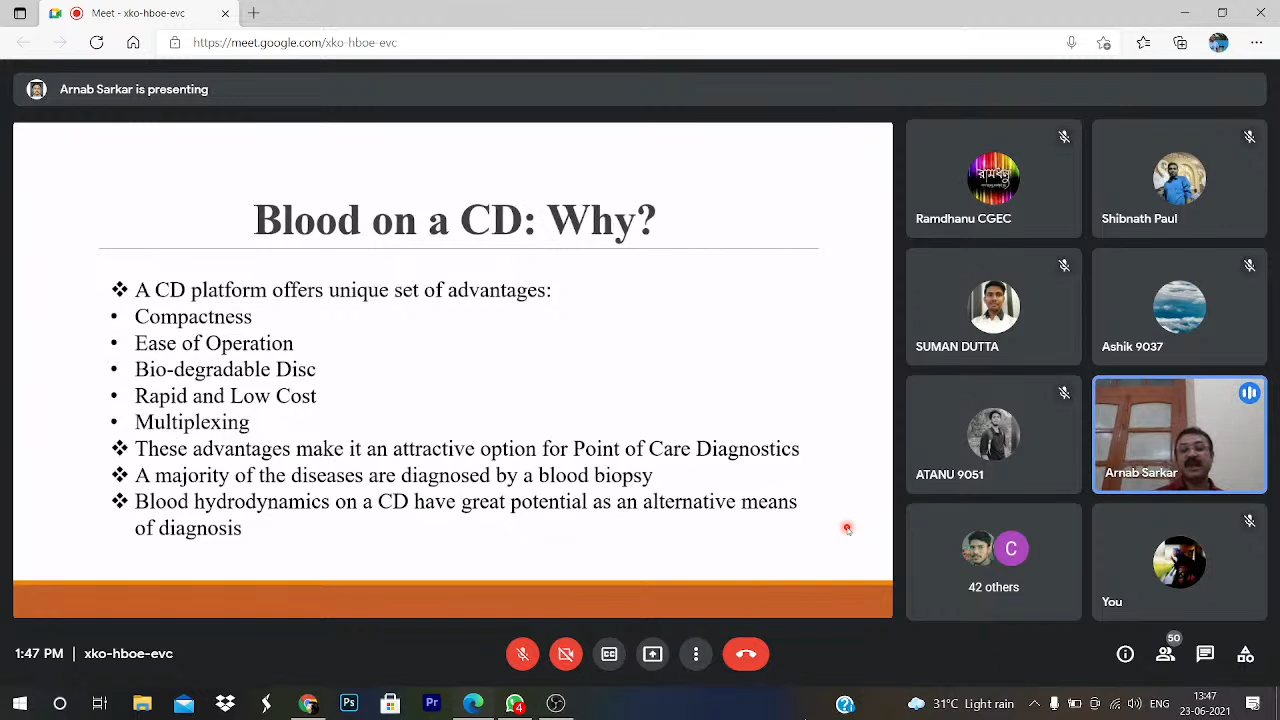 Meet - xko-hboe-evc
https://meet.google.com/xko-hboe-evc
Arnab Sarkar is presenting
Blood on a CD: Why?
❖ A CD platform offers unique set of advantages:
• Compactness
• Ease of Operation
• Bio-degradable Disc
• Rapid and Low Cost
• Multiplexing
❖ These advantages make it an attractive option for Point of Care Diagnostics
❖ A majority of the diseases are diagnosed by a blood biopsy
❖ Blood hydrodynamics on a CD have great potential as an alternative means
of diagnosis
রামধনু
Ramdhanu CGEC
Shibnath Paul
SUMAN DUTTA
Ashik 9037
ATANU 9051
Arnab Sarkar
C
42 others
You
1:47 PM | xko-hboe-evc
CC
50
Ps
Pr
4
31°C Light rain
ENG
13:47
23-06-2021